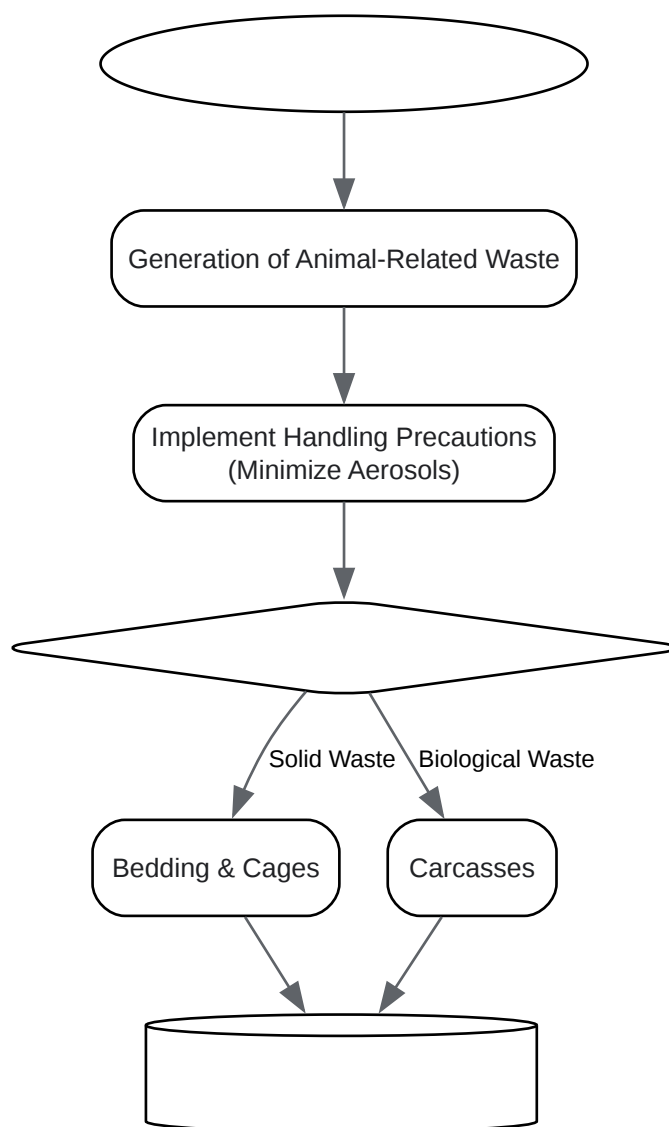 Generation of Animal-Related Waste
Implement Handling Precautions
(Minimize Aerosols)
Solid Waste
Biological Waste
Bedding & Cages
Carcasses